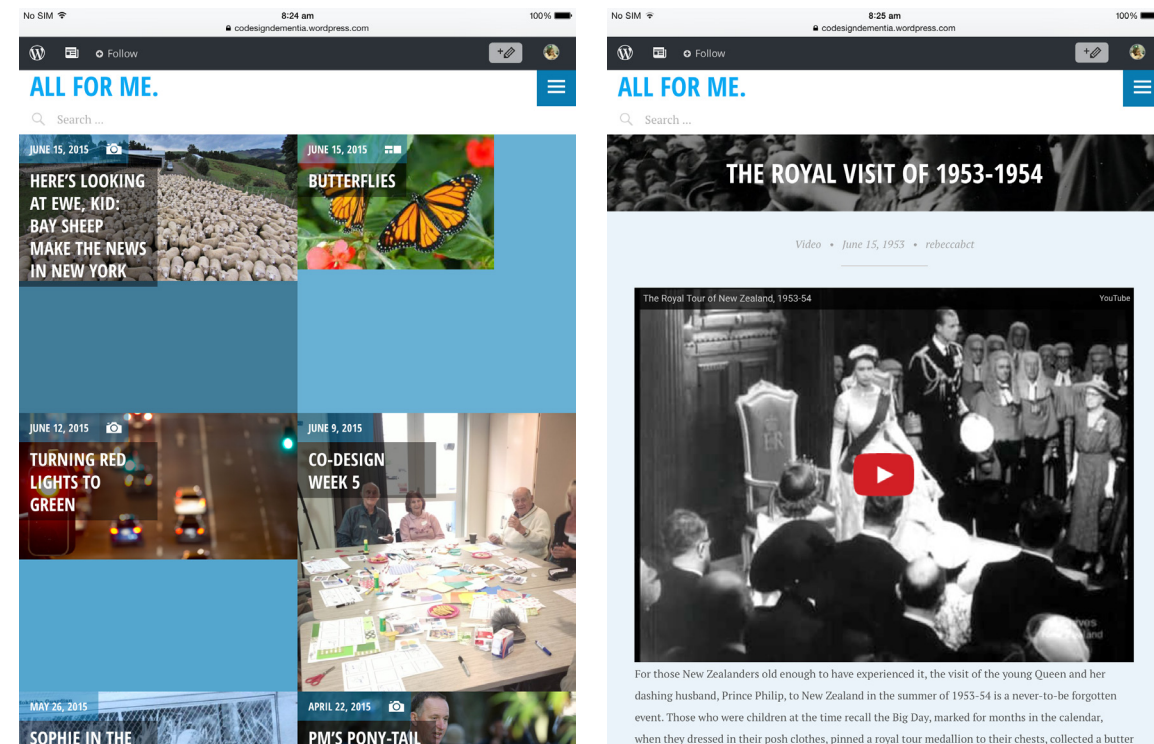 No SIM 8:24 am 100%
codesigndementia.wordpress.com
Follow
ALL FOR ME.
Search ...
JUNE 15, 2015
HERE'S LOOKING
AT EWE, KID:
BAY SHEEP
MAKE THE NEWS
IN NEW YORK
JUNE 15, 2015
BUTTERFLIES
JUNE 12, 2015
TURNING RED
LIGHTS TO
GREEN
JUNE 9, 2015
CO-DESIGN
WEEK 5
MAY 26, 2015
SOPHIE IN THE
APRIL 22, 2015
PM'S PONY-TAIL
No SIM 8:25 am 100%
codesigndementia.wordpress.com
Follow
ALL FOR ME.
Search ...
THE ROYAL VISIT OF 1953-1954
Video • June 15, 1953 • rebeccabct
The Royal Tour of New Zealand, 1953-54 YouTube
E R
For those New Zealanders old enough to have experienced it, the visit of the young Queen and her
dashing husband, Prince Philip, to New Zealand in the summer of 1953-54 is a never-to-be forgotten
event. Those who were children at the time recall the Big Day, marked for months in the calendar,
when they dressed in their posh clothes, pinned a royal tour medallion to their chests, collected a butter